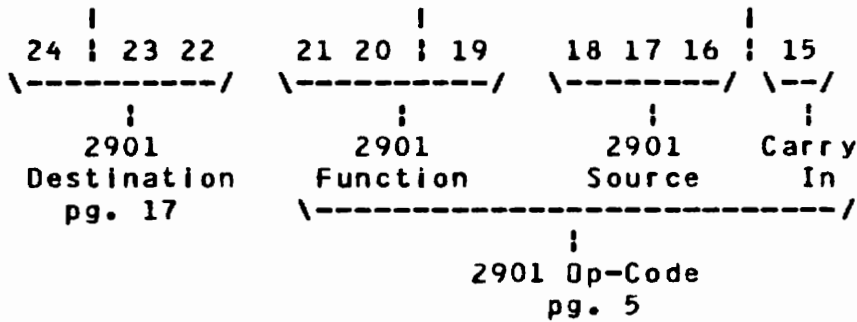 24 ¦ 23 22 21 20 ¦ 19 18 17 16 ¦ 15
\----------/ \----------/ \---------/ \--/
2901 2901 2901 Carry
Destination Function Source In
pg. 17 \------------------------------/
2901 Op-Code
pg. 5